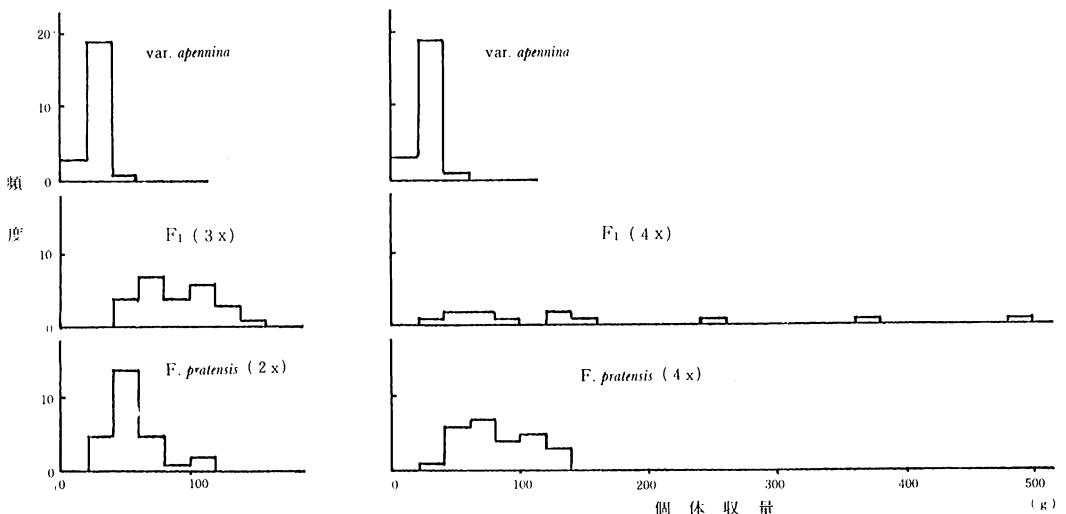 20
var. apennina
var. apennina
10
0
頻度
F1 ( 3 x )
F1 ( 4 x )
10
0
F. pratensis ( 2 x )
F. pratensis ( 4 x )
10
0
0
100
0
100
200
300
400
500
個体収量
( g )